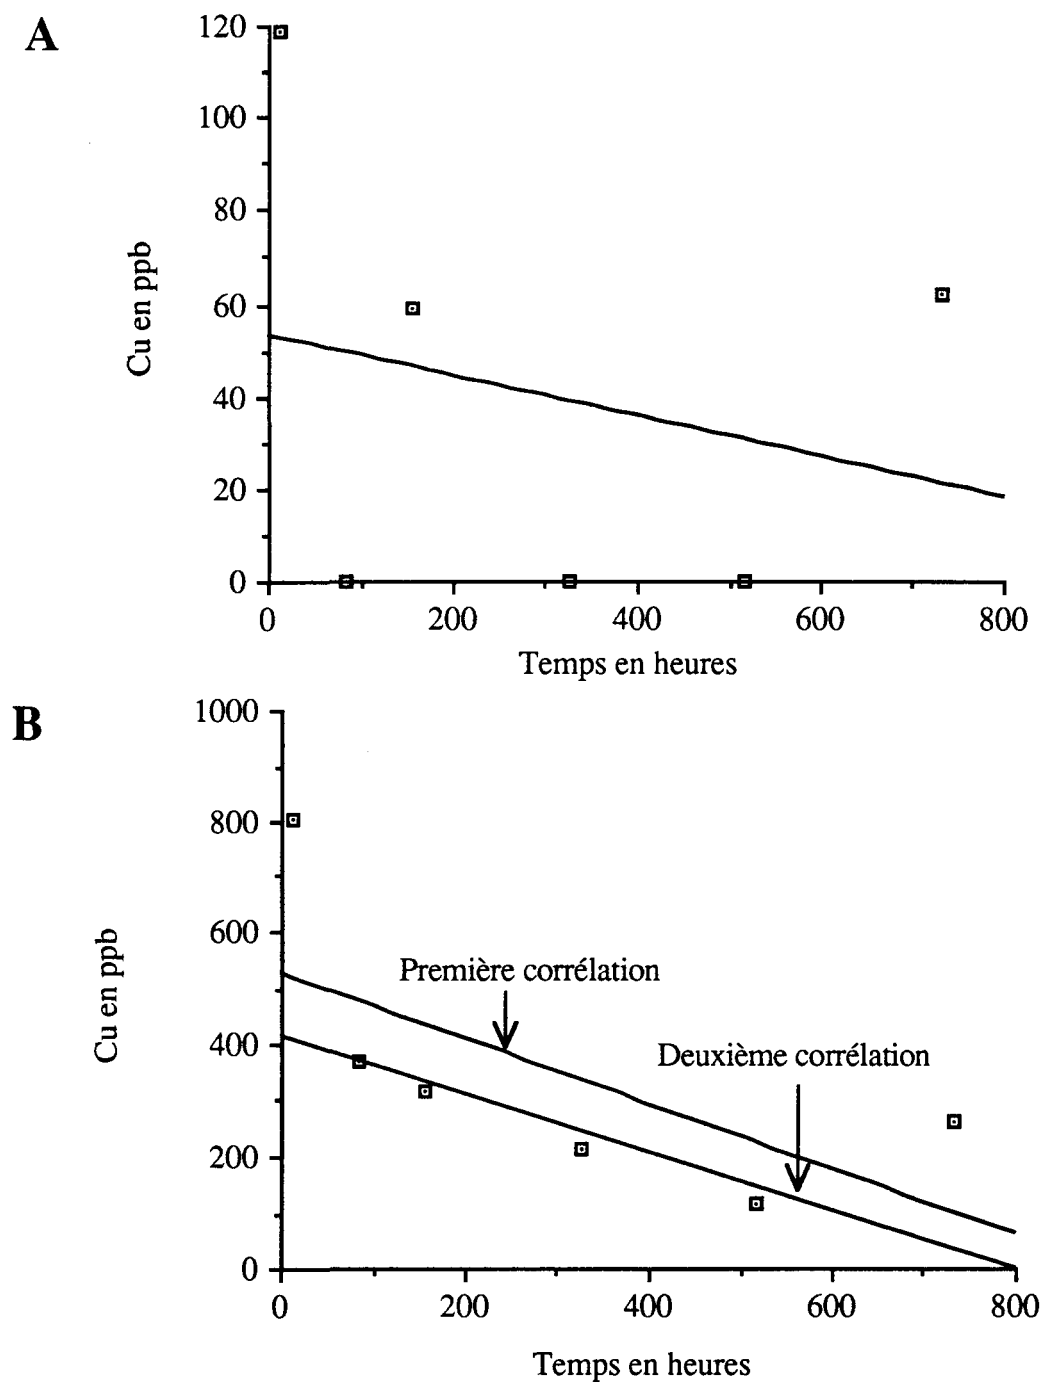 A
120
100
80
60
40
20
0
Cu en ppb
0 200 400 600 800
Temps en heures
B
1000
800
600
400
200
0
Cu en ppb
Première corrélation
Deuxième corrélation
0 200 400 600 800
Temps en heures